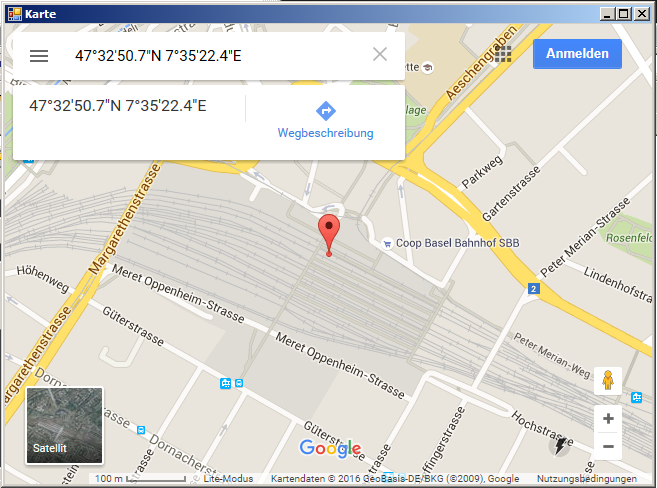 Karte
47°32'50.7"N 7°35'22.4"E
Anmelden
47°32'50.7"N 7°35'22.4"E
Wegbeschreibung
Aeschengraben
Parkweg
Gartenstrasse
Margarethenstrasse
Peter Merian-Strasse
Rosenfeld
Coop Basel Bahnhof SBB
Höhenweg
Meret Oppenheim-Strasse
Lindenhofstra
2
Güterstrasse
Meret Oppenheim-Strasse
Peter Merian-Weg
Margarethenstrasse
Dornacherstrasse
Güterstrasse
Hochstrasse
Satellit
Dornacherstrasse
Google
100 m
Lite-Modus
Kartendaten © 2016 GeoBasis-DE/BKG (©2009), Google
Nutzungsbedingungen